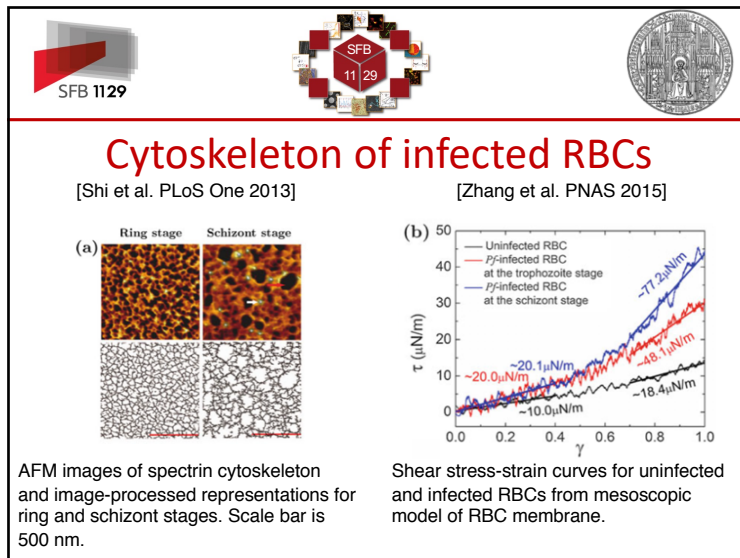 SFB 1129
SFB
11 29
Cytoskeleton of infected RBCs
[Shi et al. PLoS One 2013]
[Zhang et al. PNAS 2015]
Ring stage Schizont stage
(a)
(b)
50
40
30
20
10
0
τ (μN/m)
Uninfected RBC
Pf-infected RBC
at the trophozoite stage
Pf-infected RBC
at the schizont stage
~77.2μN/m
~20.1μN/m
~20.0μN/m
~48.1μN/m
~10.0μN/m
~18.4μN/m
0.0 0.2 0.4 0.6 0.8 1.0
γ
AFM images of spectrin cytoskeleton
and image-processed representations for
ring and schizont stages. Scale bar is
500 nm.
Shear stress-strain curves for uninfected
and infected RBCs from mesoscopic
model of RBC membrane.